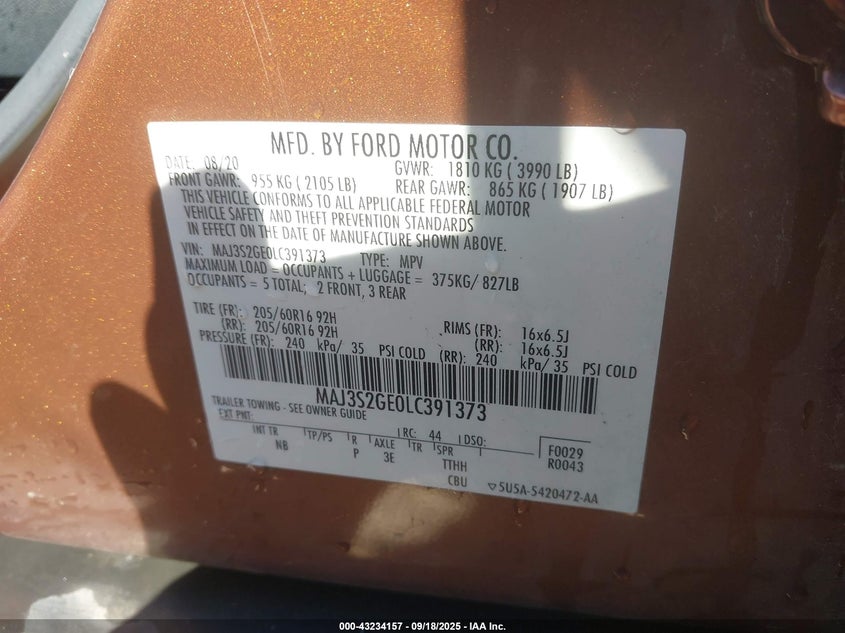 MFD. BY FORD MOTOR CO.
DATE: 08/20 GVWR: 1810 KG ( 3990 LB)
FRONT GAWR: 955 KG ( 2105 LB) REAR GAWR: 865 KG ( 1907 LB)
THIS VEHICLE CONFORMS TO ALL APPLICABLE FEDERAL MOTOR
VEHICLE SAFETY AND THEFT PREVENTION STANDARDS
IN EFFECT ON THE DATE OF MANUFACTURE SHOWN ABOVE.
VIN: MAJ3S2GE0LC391373 TYPE: MPV
MAXIMUM LOAD = OCCUPANTS + LUGGAGE = 375KG/ 827LB
OCCUPANTS = 5 TOTAL; 2 FRONT, 3 REAR
TIRE (FR): 205/60R16 92H RIMS (FR): 16x6.5J
(RR): 205/60R16 92H (RR): 16x6.5J
PRESSURE (FR): 240 kPa/ 35 PSI COLD (RR): 240 kPa/ 35 PSI COLD
MAJ3S2GE0LC391373
TRAILER TOWING - SEE OWNER GUIDE
EXT PNT: RC: 44 DSO:
INT TR TP/PS R AXLE TR SPR F0029
NB P 3E TTHH R0043
CBU ▽5U5A-5420472-AA
000-43234157 - 09/18/2025 - IAA Inc.